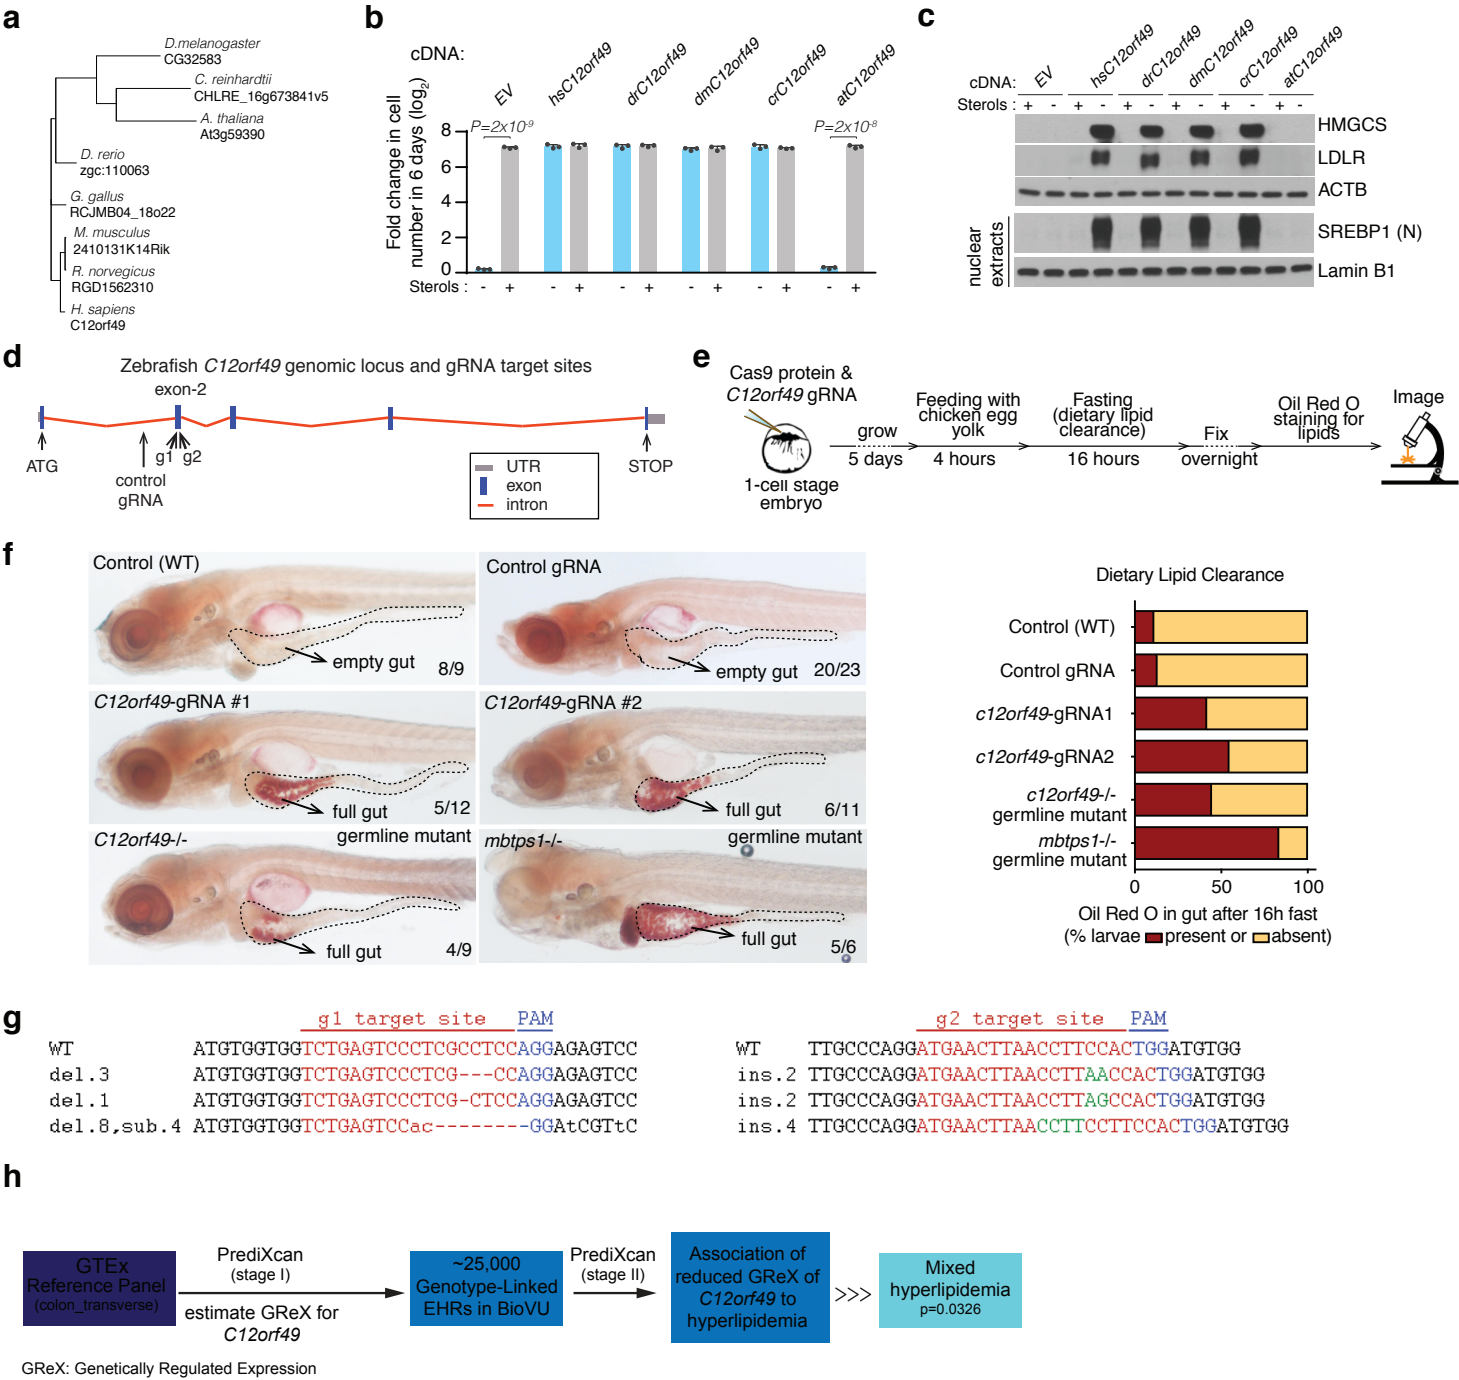 a
D.melanogaster
CG32583
C. reinhardtii
CHLRE_16g673841v5
A. thaliana
At3g59390
D. rerio
zgc:110063
G. gallus
RCJMB04_18o22
M. musculus
2410131K14Rik
R. norvegicus
RGD1562310
H. sapiens
C12orf49
b
cDNA:
EV
hsC12orf49
drC12orf49
dmC12orf49
crC12orf49
atC12orf49
P=2x10-9
P=2x10-8
Fold change in cell
number in 6 days (log2)
8
6
4
2
0
Sterols : - + - + - + - + - + - +
c
cDNA:
EV
hsC12orf49
drC12orf49
dmC12orf49
crC12orf49
atC12orf49
Sterols : + - + - + - + - + - + -
HMGCS
LDLR
ACTB
nuclear
extracts
SREBP1 (N)
Lamin B1
d
Zebrafish C12orf49 genomic locus and gRNA target sites
exon-2
ATG
control
gRNA
g1
g2
STOP
UTR
exon
intron
e
Cas9 protein &
C12orf49 gRNA
1-cell stage
embryo
grow
5 days
Feeding with
chicken egg
yolk
4 hours
Fasting
(dietary lipid
clearance)
16 hours
Fix
overnight
Oil Red O
staining for
lipids
Image
f
Control (WT)
empty gut
8/9
Control gRNA
empty gut
20/23
C12orf49-gRNA #1
full gut
5/12
C12orf49-gRNA #2
full gut
6/11
C12orf49-/-
germline mutant
full gut
4/9
mbtps1-/-
germline mutant
full gut
5/6
Dietary Lipid Clearance
Control (WT)
Control gRNA
c12orf49-gRNA1
c12orf49-gRNA2
c12orf49-/-
germline mutant
mbtps1-/-
germline mutant
0 50 100
Oil Red O in gut after 16h fast
(% larvae present or absent)
g
g1 target site PAM
WT ATGTGGTGGTCTGAGTCCCTCGCCTCCAGGAGAGTCC
del.3 ATGTGGTGGTCTGAGTCCCTCG---CCAGGAGAGTCC
del.1 ATGTGGTGGTCTGAGTCCCTCG-CTCCAGGAGAGTCC
del.8,sub.4 ATGTGGTGGTCTGAGTCCac--------GGAtCGTtC
g2 target site PAM
WT TTGCCCAGGATGAACTTAACCTTCCACTGGATGTGG
ins.2 TTGCCCAGGATGAACTTAACCTTAACCACTGGATGTGG
ins.2 TTGCCCAGGATGAACTTAACCTTAGCCACTGGATGTGG
ins.4 TTGCCCAGGATGAACTTAACCTTCCTTCCACTGGATGTGG
h
GTEx
Reference Panel
(colon_transverse)
PrediXcan
(stage I)
estimate GReX for
C12orf49
~25,000
Genotype-Linked
EHRs in BioVU
PrediXcan
(stage II)
Association of
reduced GReX of
C12orf49 to
hyperlipidemia
>>>
Mixed
hyperlipidemia
p=0.0326
GReX: Genetically Regulated Expression